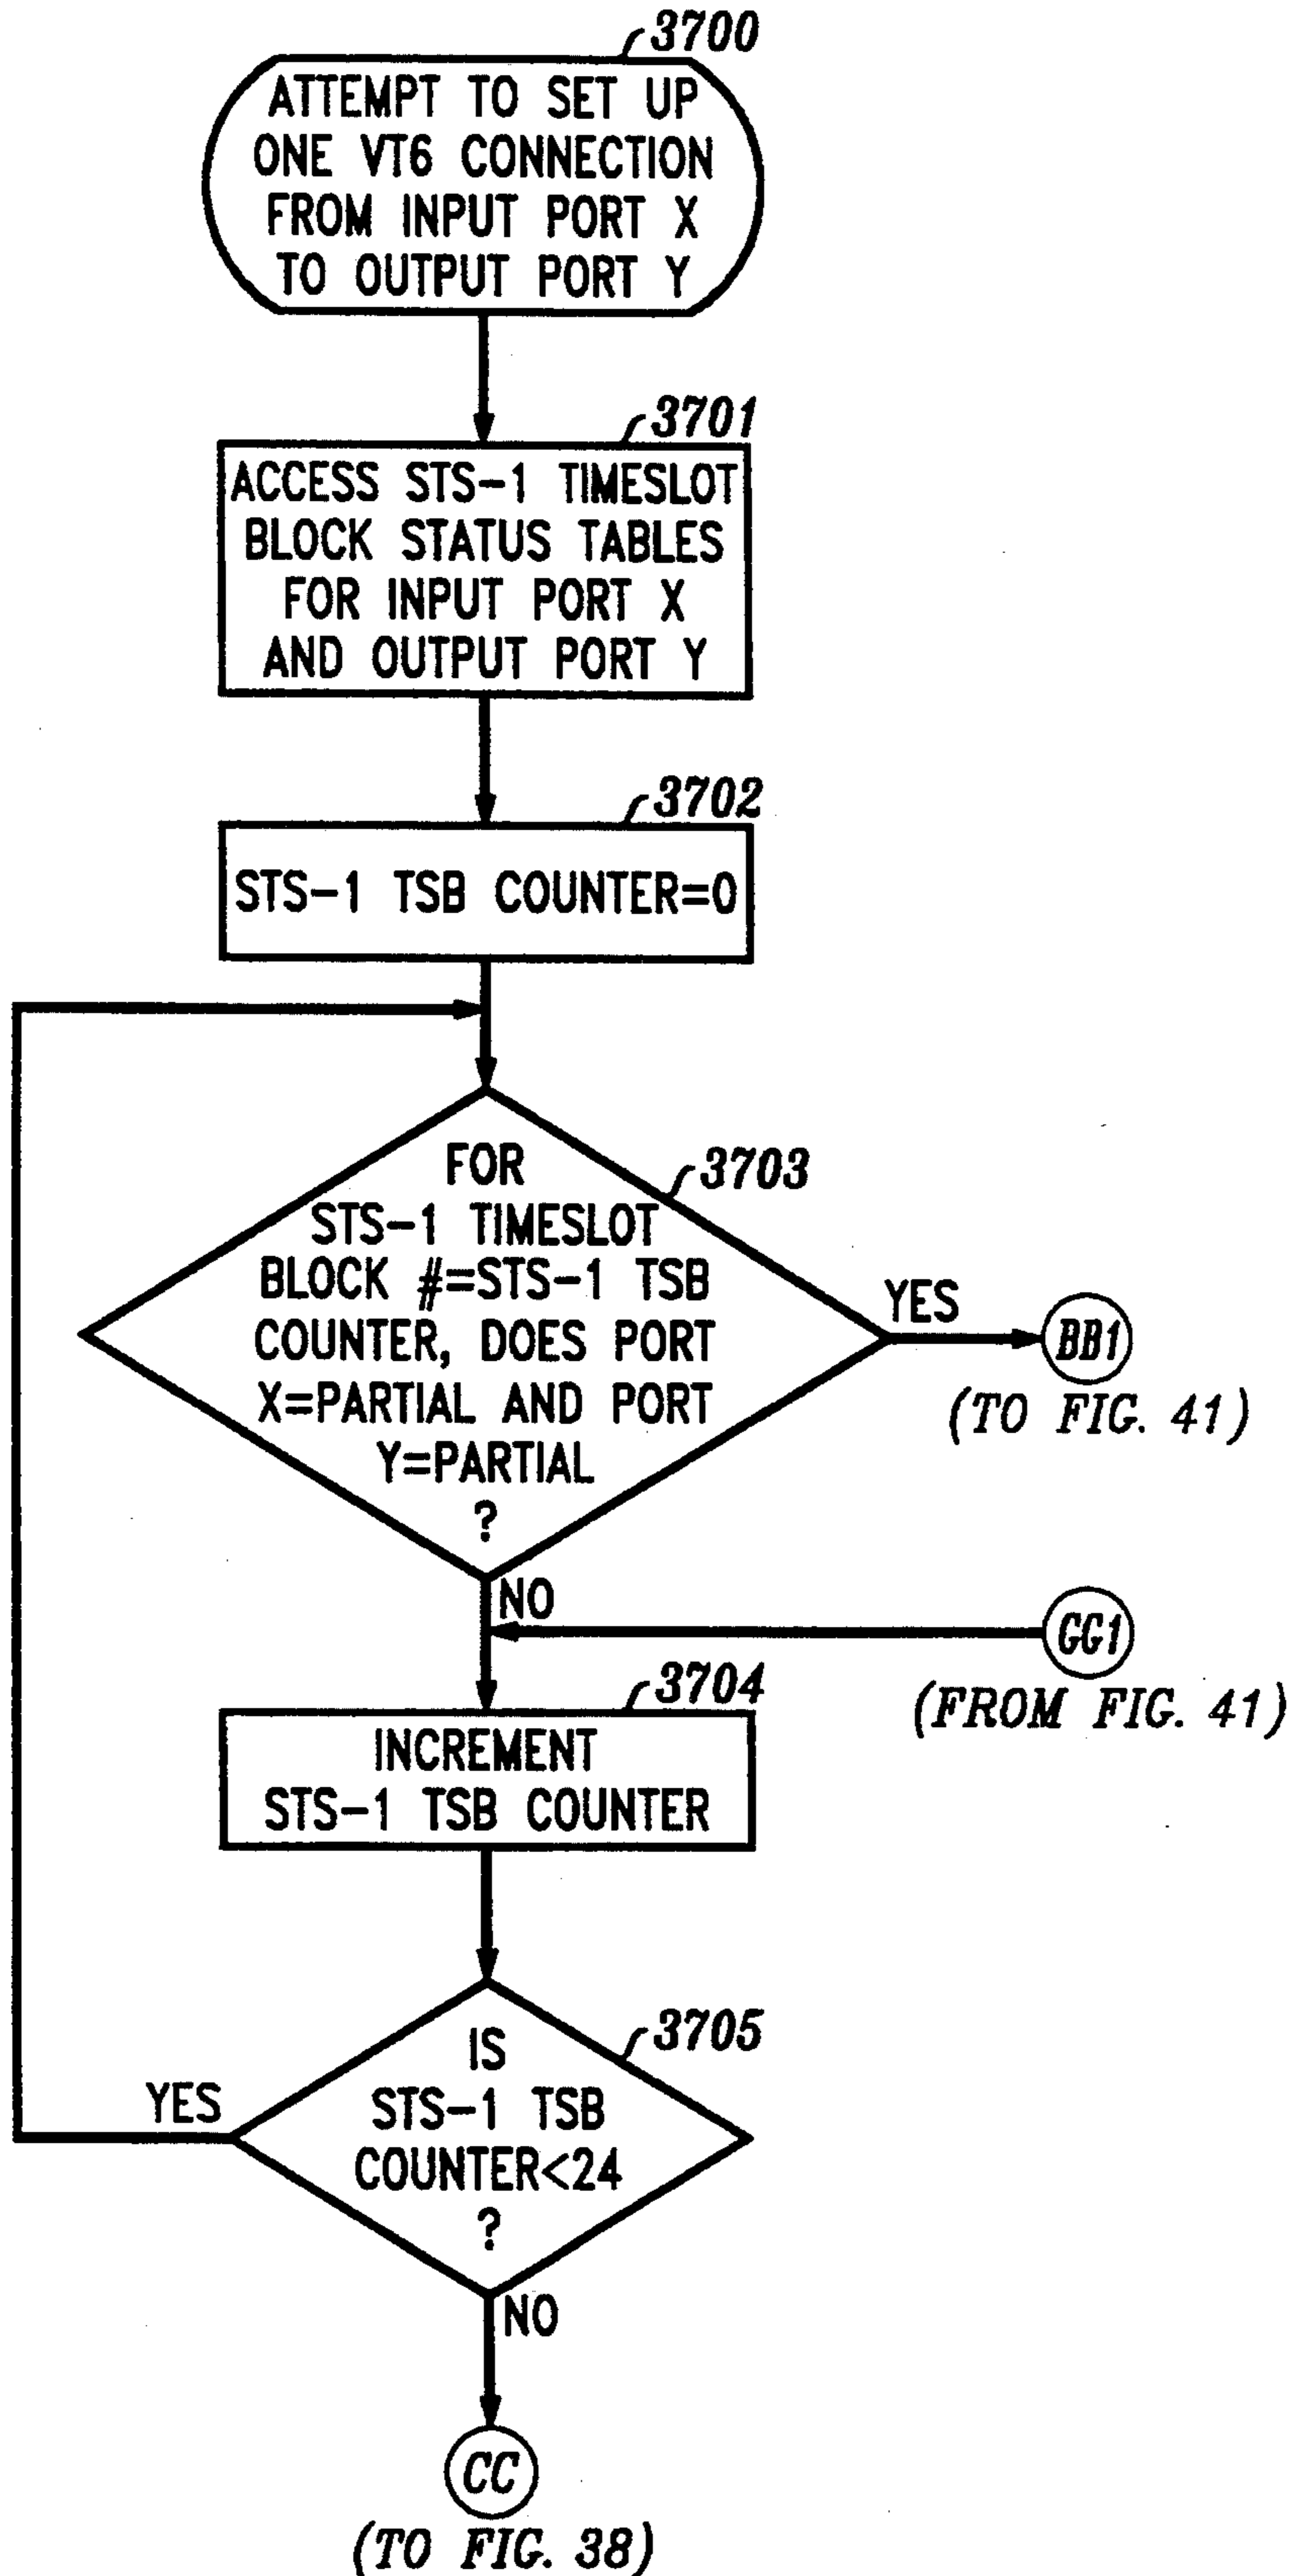 3700
ATTEMPT TO SET UP
ONE VT6 CONNECTION
FROM INPUT PORT X
TO OUTPUT PORT Y
3701
ACCESS STS-1 TIMESLOT
BLOCK STATUS TABLES
FOR INPUT PORT X
AND OUTPUT PORT Y
3702
STS-1 TSB COUNTER=0
3703
FOR
STS-1 TIMESLOT
BLOCK #=STS-1 TSB
COUNTER, DOES PORT
X=PARTIAL AND PORT
Y=PARTIAL
?
YES
BB1
(TO FIG. 41)
NO
GG1
(FROM FIG. 41)
3704
INCREMENT
STS-1 TSB COUNTER
3705
IS
STS-1 TSB
COUNTER<24
?
YES
NO
CC
(TO FIG. 38)